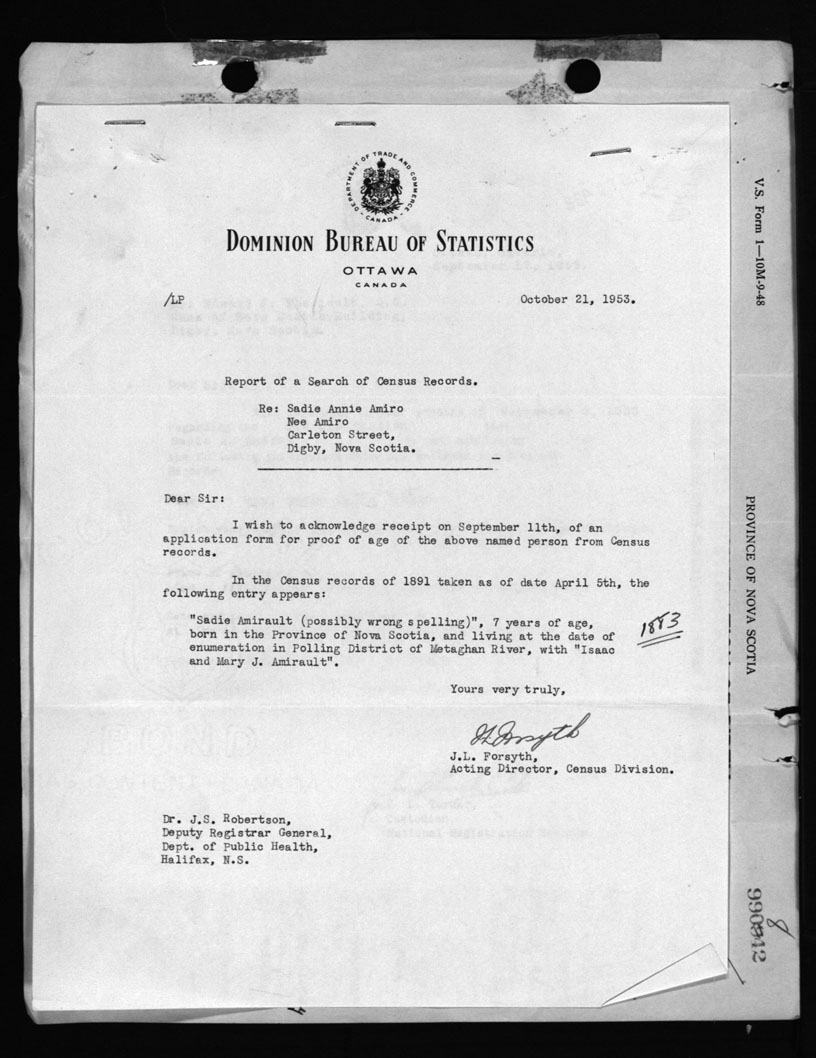 DEPARTMENT OF TRADE AND COMMERCE
CANADA
DOMINION BUREAU OF STATISTICS
OTTAWA
CANADA
/LP
October 21, 1953.
Report of a Search of Census Records.
Re: Sadie Annie Amiro
Nee Amiro
Carleton Street,
Digby, Nova Scotia.
Dear Sir:
I wish to acknowledge receipt on September 11th, of an
application form for proof of age of the above named person from Census
records.
In the Census records of 1891 taken as of date April 5th, the
following entry appears:
"Sadie Amirault (possibly wrong spelling)", 7 years of age,
born in the Province of Nova Scotia, and living at the date of
enumeration in Polling District of Metaghan River, with "Isaac
and Mary J. Amirault".
1883
Yours very truly,
J.L. Forsyth
J.L. Forsyth,
Acting Director, Census Division.
Dr. J.S. Robertson,
Deputy Registrar General,
Dept. of Public Health,
Halifax, N.S.
V.S. Form 1—10M-9-48
PROVINCE OF NOVA SCOTIA
8